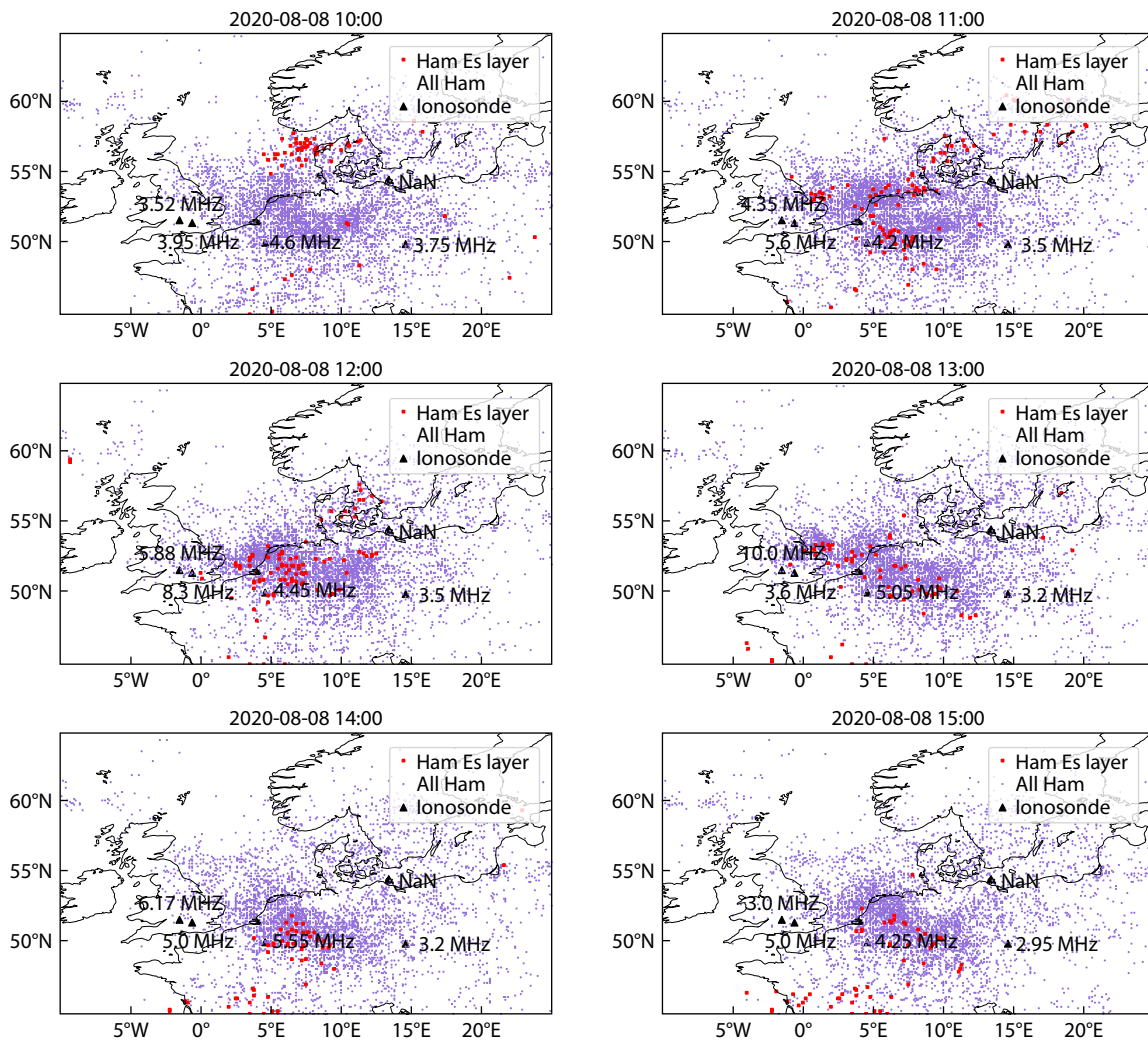 2020-08-08 10:00
Ham Es layer
All Ham
Ionosonde
60°N
55°N
50°N
NaN
3.52 MHZ
3.95 MHz
4.6 MHz
3.75 MHz
5°W 0° 5°E 10°E 15°E 20°E
2020-08-08 11:00
Ham Es layer
All Ham
Ionosonde
60°N
55°N
50°N
NaN
4.35 MHZ
5.6 MHz
4.2 MHz
3.5 MHz
5°W 0° 5°E 10°E 15°E 20°E
2020-08-08 12:00
Ham Es layer
All Ham
Ionosonde
60°N
55°N
50°N
NaN
5.88 MHZ
8.3 MHz
4.45 MHz
3.5 MHz
5°W 0° 5°E 10°E 15°E 20°E
2020-08-08 13:00
Ham Es layer
All Ham
Ionosonde
60°N
55°N
50°N
NaN
10.0 MHZ
3.6 MHz
5.05 MHz
3.2 MHz
5°W 0° 5°E 10°E 15°E 20°E
2020-08-08 14:00
Ham Es layer
All Ham
Ionosonde
60°N
55°N
50°N
NaN
6.17 MHZ
5.0 MHz
5.55 MHz
3.2 MHz
5°W 0° 5°E 10°E 15°E 20°E
2020-08-08 15:00
Ham Es layer
All Ham
Ionosonde
60°N
55°N
50°N
NaN
3.0 MHZ
5.0 MHz
4.25 MHz
2.95 MHz
5°W 0° 5°E 10°E 15°E 20°E